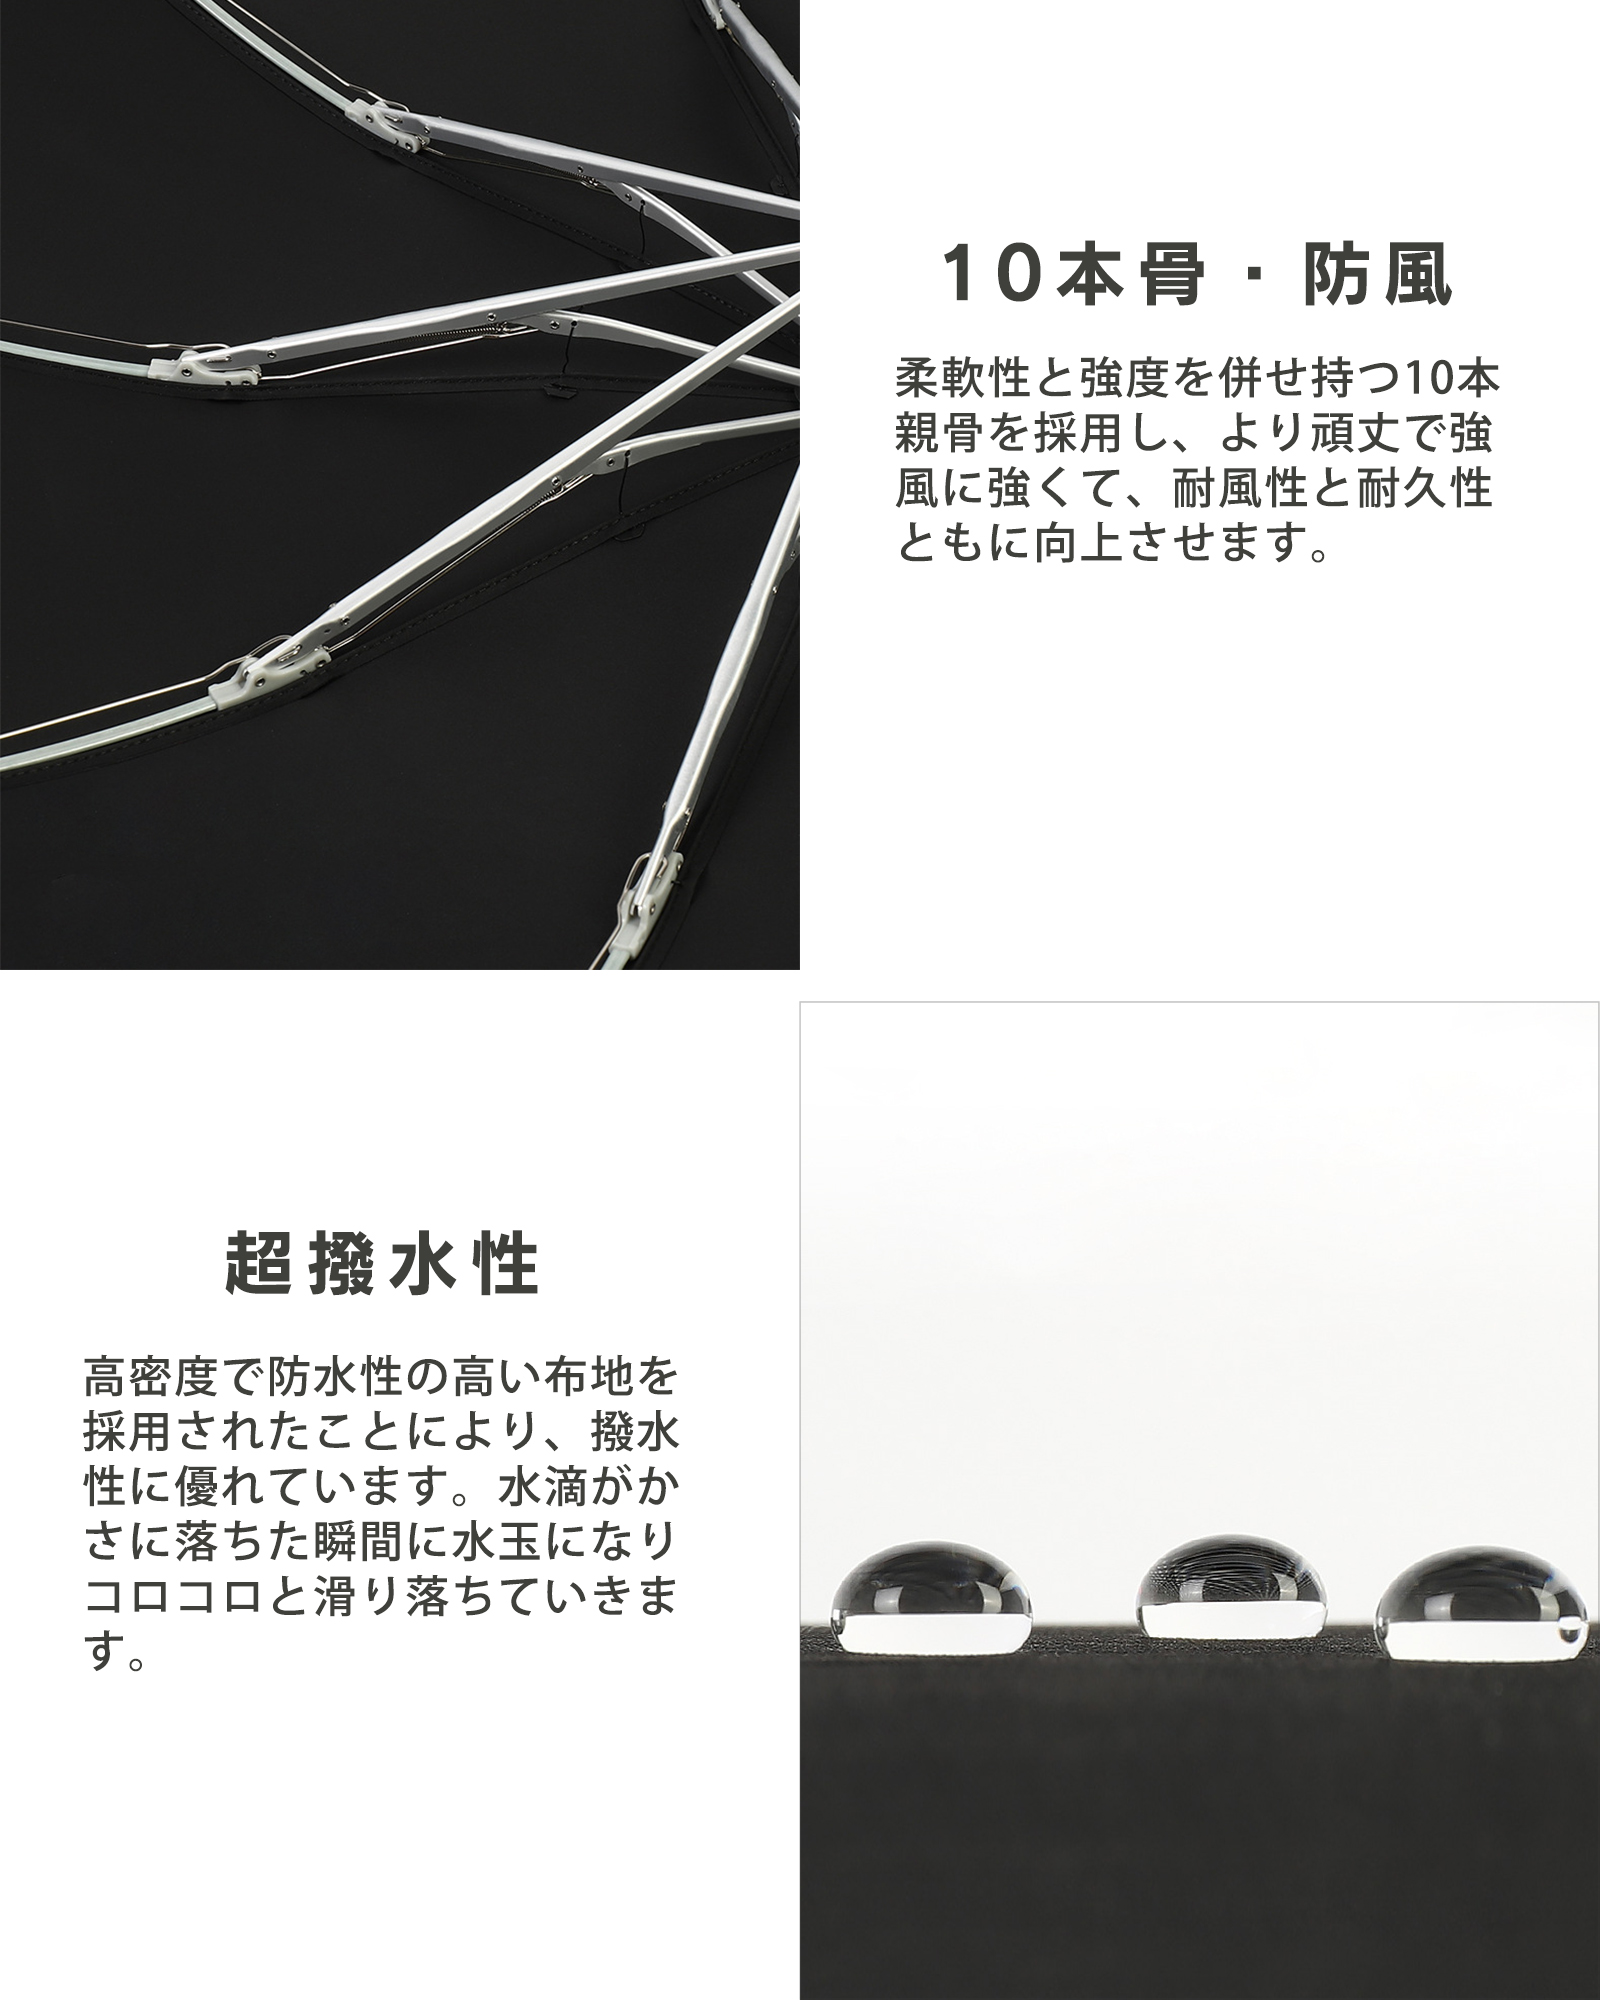 10本骨・防風
柔軟性と強度を併せ持つ10本
親骨を採用し、より頑丈で強
風に強くて、耐風性と耐久性
ともに向上させます。
超撥水性
高密度で防水性の高い布地を
採用されたことにより、撥水
性に優れています。水滴がか
さに落ちた瞬間に水玉になり
コロコロと滑り落ちていきま
す。